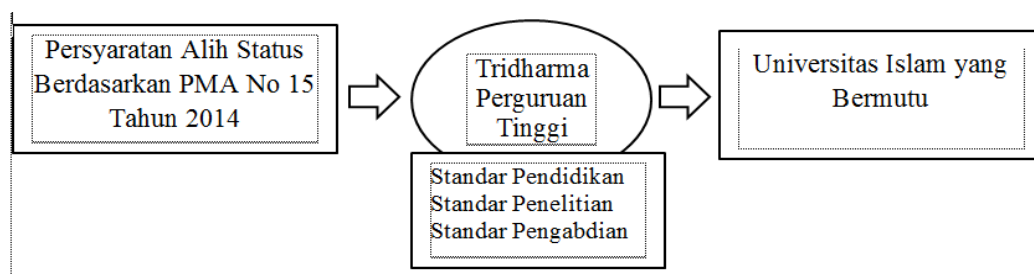 Persyaratan Alih Status
Berdasarkan PMA No 15
Tahun 2014
Tridharma
Perguruan
Tinggi
Standar Pendidikan
Standar Penelitian
Standar Pengabdian
Universitas Islam yang
Bermutu